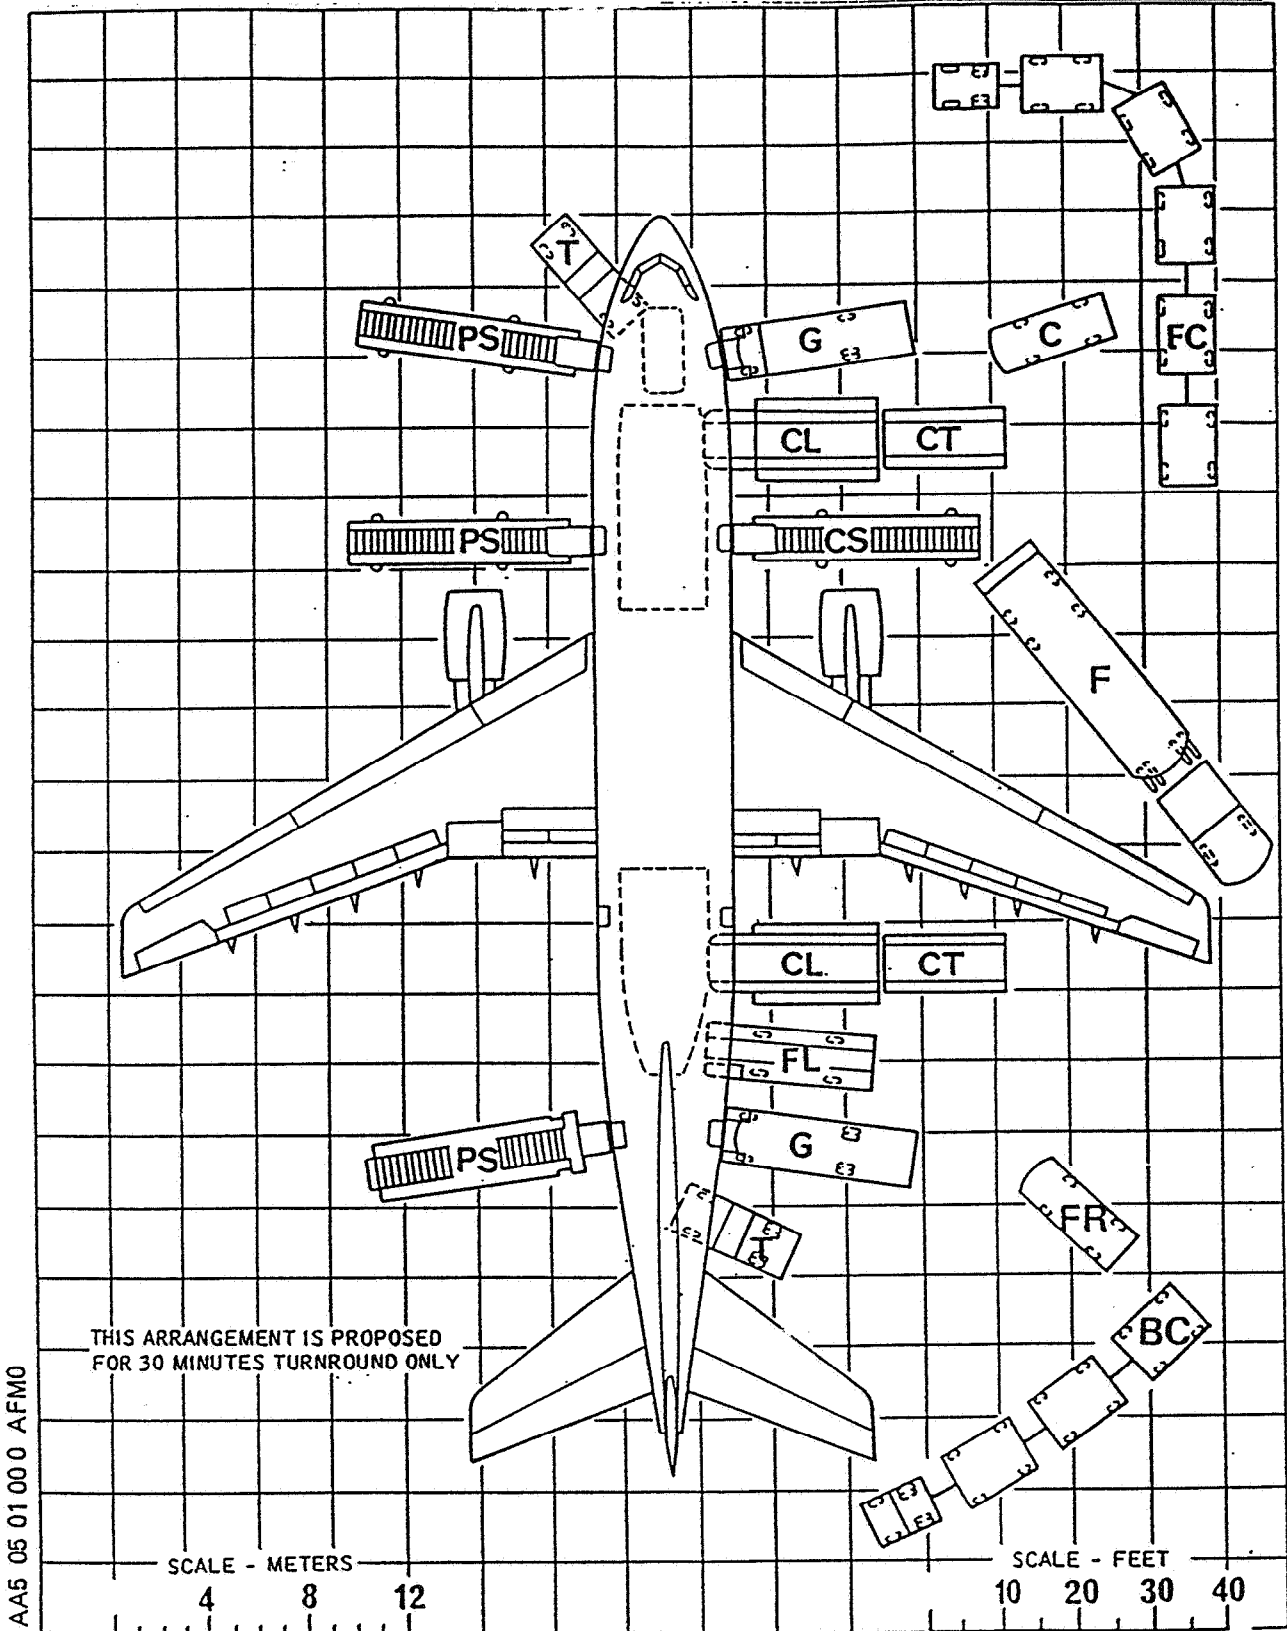 T
PS
G
C
FC
CL
CT
PS
CS
F
CL.
CT
FL
PS
G
T
FR
BC
THIS ARRANGEMENT IS PROPOSED
FOR 30 MINUTES TURNROUND ONLY
AA5 05 01 00 0 AFM0
SCALE - METERS
4 8 12
SCALE - FEET
10 20 30 40